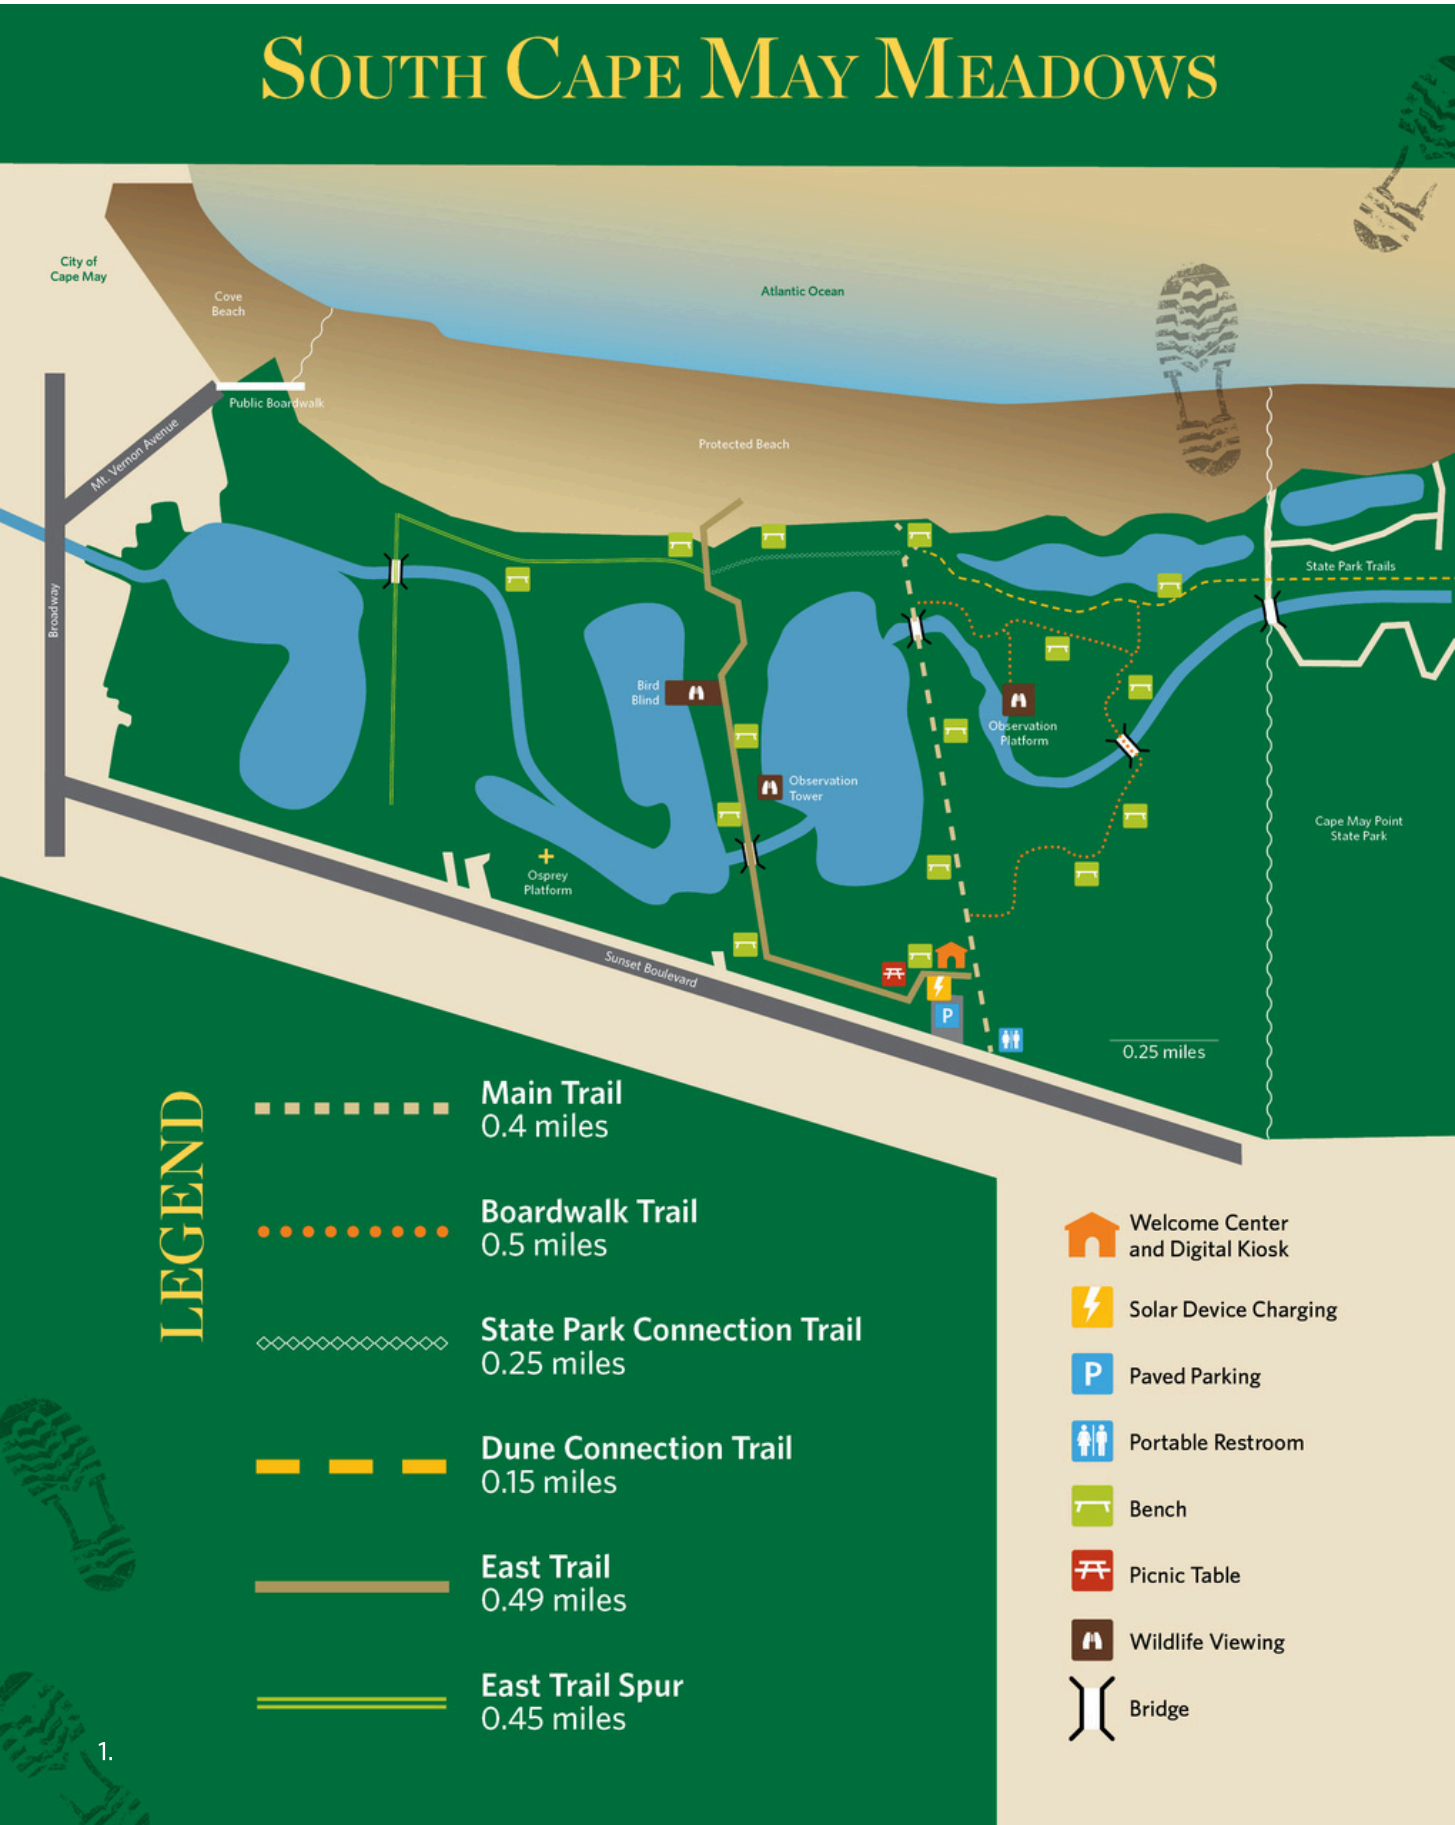 SOUTH CAPE MAY MEADOWS
City of
Cape May
Cove
Beach
Atlantic Ocean
Public Boardwalk
Mt. Vernon Avenue
Protected Beach
State Park Trails
Broadway
Bird
Blind
Observation
Platform
Observation
Tower
Cape May Point
State Park
Osprey
Platform
Sunset Boulevard
P
0.25 miles
LEGEND
Main Trail
0.4 miles
Boardwalk Trail
0.5 miles
State Park Connection Trail
0.25 miles
Dune Connection Trail
0.15 miles
East Trail
0.49 miles
East Trail Spur
0.45 miles
Welcome Center
and Digital Kiosk
Solar Device Charging
P
Paved Parking
Portable Restroom
Bench
Picnic Table
Wildlife Viewing
Bridge
1.